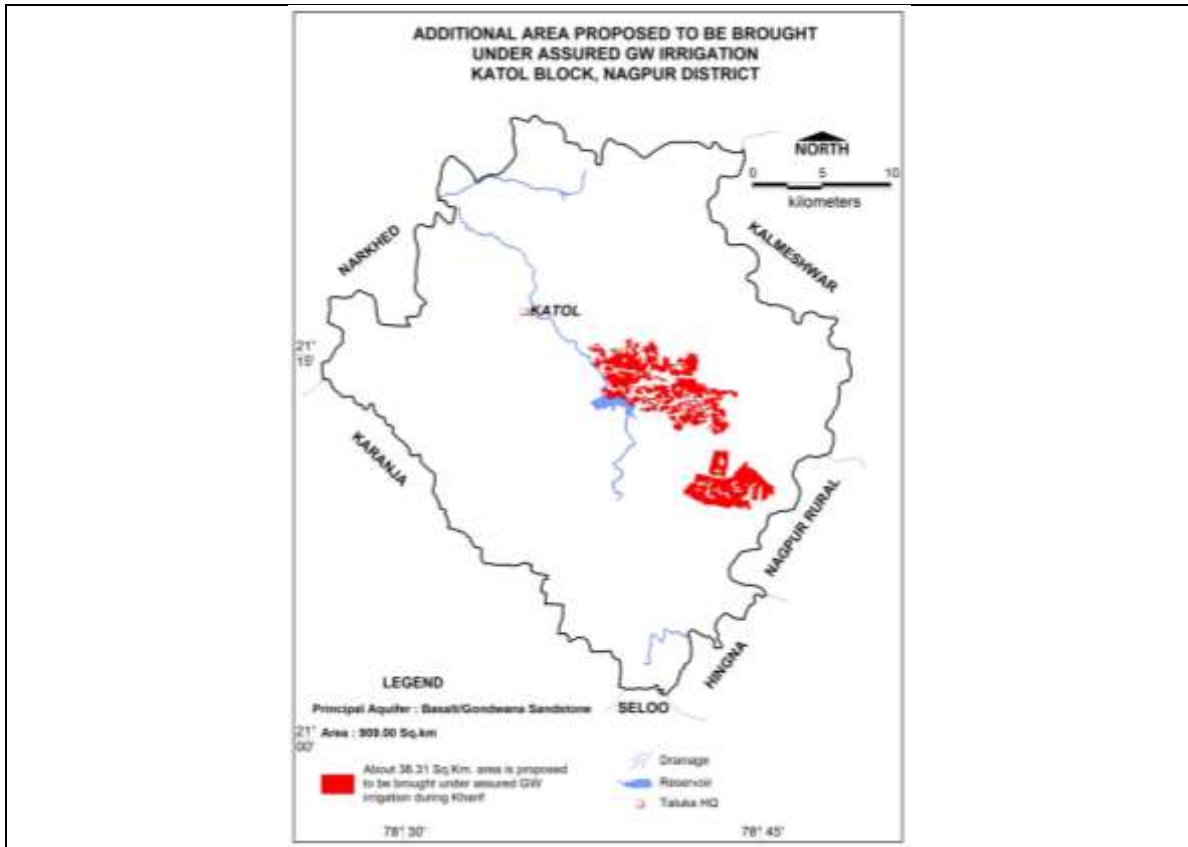 ADDITIONAL AREA PROPOSED TO BE BROUGHT
UNDER ASSURED GW IRRIGATION
KATOL BLOCK, NAGPUR DISTRICT
NORTH
0 5 10
kilometers
NARKHED
KALMESHWAR
KATOL
21°
15'
KARANJA
NAGPUR RURAL
HINGNA
SELOO
LEGEND
Principal Aquifer : Basalt/Gondwana Sandstone
21°
00'
Area : 909.00 Sq.km
About 38.31 Sq.Km. area is proposed
to be brought under assured GW
irrigation during Kharif
Drainage
Reservoir
Taluka HQ
78° 30'
78° 45'